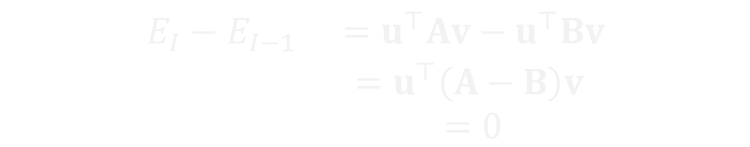 E_I − E_{I−1} = u^⊤Av − u^⊤Bv
= u^⊤(A − B)v
= 0